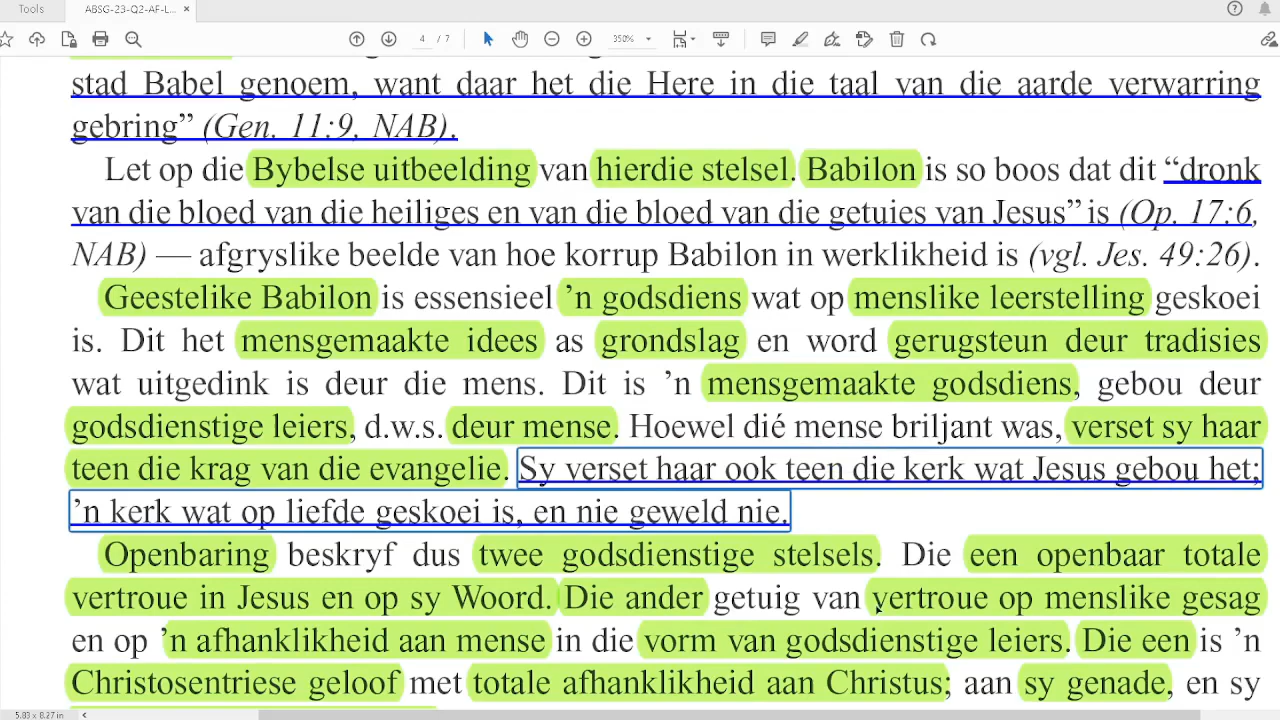 Tools
ABSG-23-Q2-AF-L... ×
4 / 7
350%
stad Babel genoem, want daar het die Here in die taal van die aarde verwarring
gebring” (Gen. 11:9, NAB).
Let op die Bybelse uitbeelding van hierdie stelsel. Babilon is so boos dat dit “dronk
van die bloed van die heiliges en van die bloed van die getuies van Jesus” is (Op. 17:6,
NAB) — afgryslike beelde van hoe korrup Babilon in werklikheid is (vgl. Jes. 49:26).
Geestelike Babilon is essensieel ’n godsdiens wat op menslike leerstelling geskoei
is. Dit het mensgemaakte idees as grondslag en word gerugsteun deur tradisies
wat uitgedink is deur die mens. Dit is ’n mensgemaakte godsdiens, gebou deur
godsdienstige leiers, d.w.s. deur mense. Hoewel dié mense briljant was, verset sy haar
teen die krag van die evangelie. Sy verset haar ook teen die kerk wat Jesus gebou het;
’n kerk wat op liefde geskoei is, en nie geweld nie.
Openbaring beskryf dus twee godsdienstige stelsels. Die een openbaar totale
vertroue in Jesus en op sy Woord. Die ander getuig van vertroue op menslike gesag
en op ’n afhanklikheid aan mense in die vorm van godsdienstige leiers. Die een is ’n
Christosentriese geloof met totale afhanklikheid aan Christus; aan sy genade, en sy
5.83 x 8.27 in